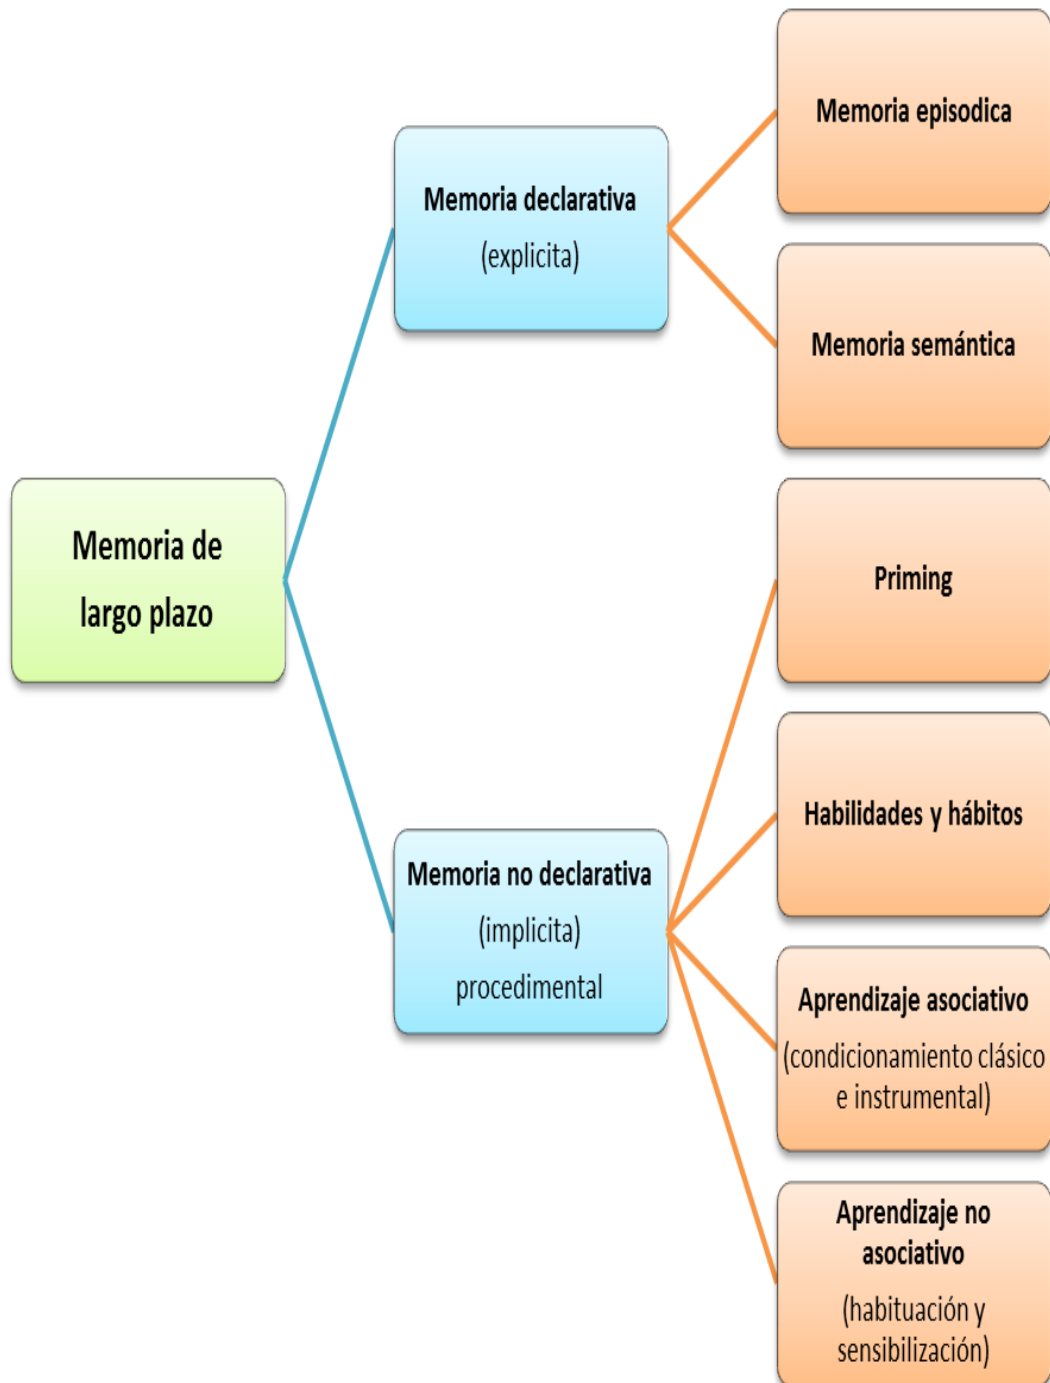 Memoria de
largo plazo
Memoria declarativa
(explicita)
Memoria no declarativa
(implicita)
procedimental
Memoria episodica
Memoria semántica
Priming
Habilidades y hábitos
Aprendizaje asociativo
(condicionamiento clásico
e instrumental)
Aprendizaje no
asociativo
(habituación y
sensibilización)